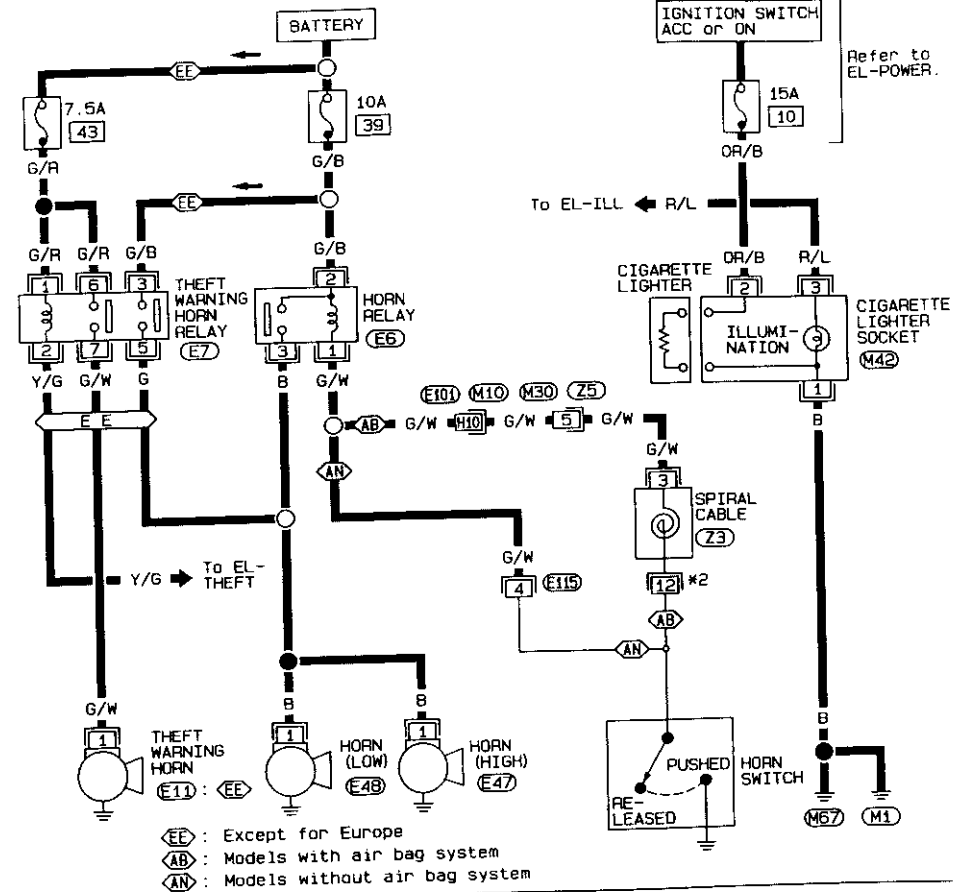 BATTERY
IGNITION SWITCH
ACC or ON
Refer to
EL-POWER.
EE
7.5A
43
10A
39
15A
10
G/R
G/B
OR/B
EE
To EL-ILL
R/L
G/R
G/R
G/B
G/B
OR/B
R/L
1
6
3
THEFT
WARNING
HORN
RELAY
E7
2
7
5
2
HORN
RELAY
E6
3
1
CIGARETTE
LIGHTER
2
3
ILLUMI-
NATION
CIGARETTE
LIGHTER
SOCKET
M42
1
Y/G
G/W
G
B
G/W
B
E101
M10
M30
Z5
EE
AB
G/W
H10
G/W
5
G/W
AN
G/W
3
SPIRAL
CABLE
Z3
12
*2
AB
G/W
4
E115
AN
Y/G
To EL-
THEFT
G/W
B
B
1
THEFT
WARNING
HORN
E11
:
EE
1
HORN
(LOW)
E48
1
HORN
(HIGH)
E47
PUSHED
RE-
LEASED
HORN
SWITCH
B
M67
M1
EE : Except for Europe
AB : Models with air bag system
AN : Models without air bag system